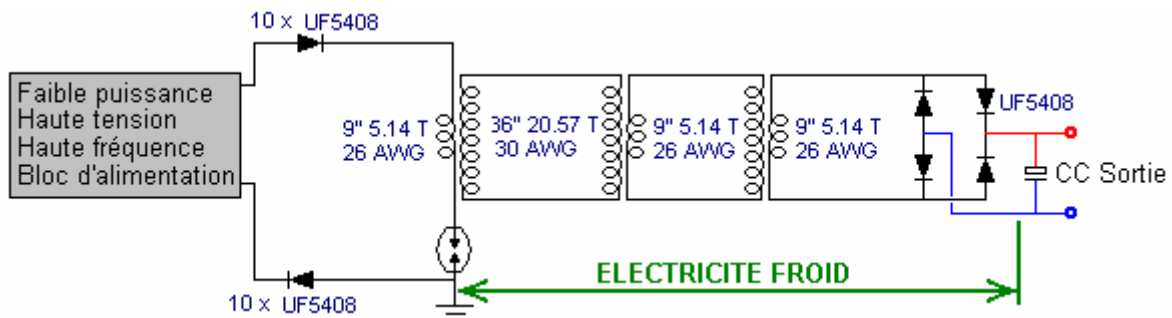 10 x UF5408
Faible puissance
Haute tension
Haute fréquence
Bloc d'alimentation
9" 5.14 T
26 AWG
36" 20.57 T
30 AWG
9" 5.14 T
26 AWG
9" 5.14 T
26 AWG
UF5408
CC Sortie
ELECTRICITE FROID
10 x UF5408